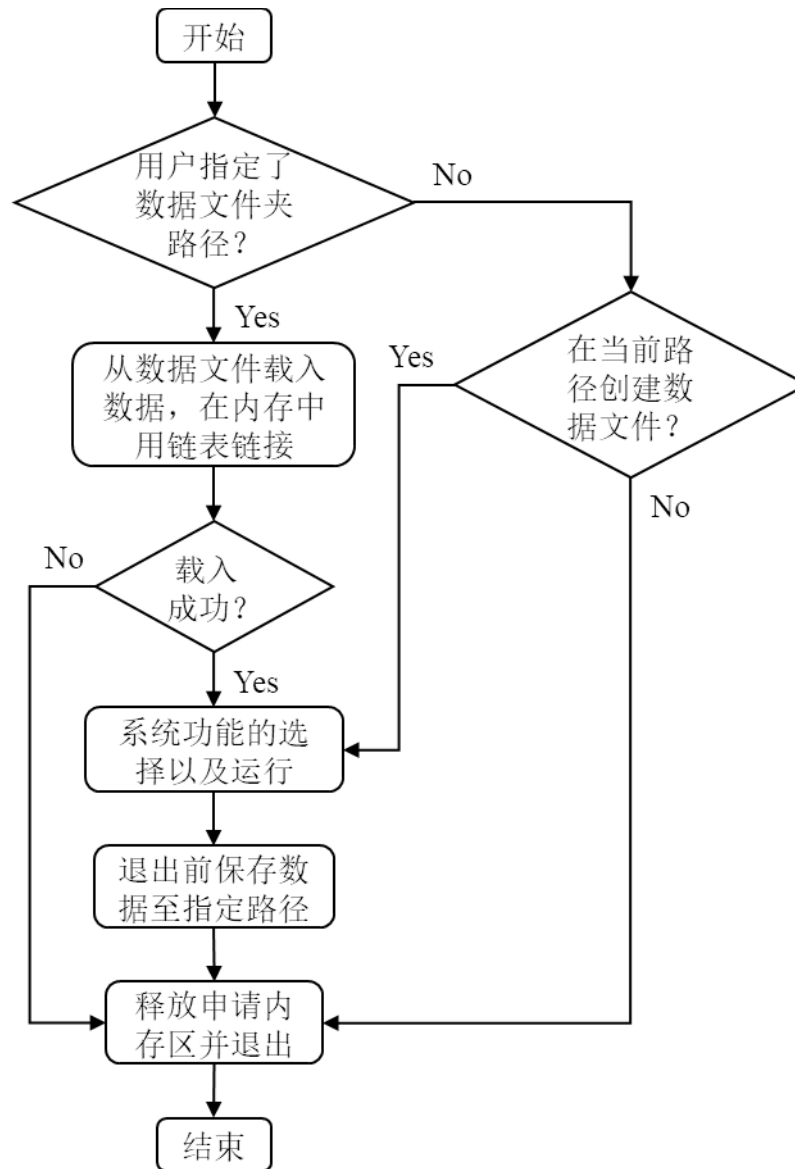 开始
用户指定了
数据文件夹
路径？
No
Yes
在当前路
径创建数
据文件？
Yes
No
从数据文件载入
数据，在内存中
用链表链接
载入
成功？
No
Yes
系统功能的选
择以及运行
退出前保存数
据至指定路径
释放申请内
存区并退出
结束